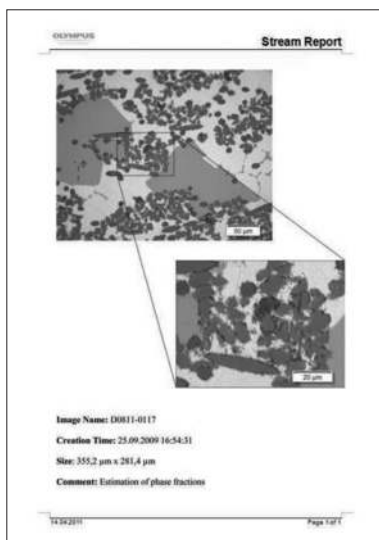 OLYMPUS
Stream Report
50 µm
20 µm
Image Name: D0811-0117
Creation Time: 25.09.2009 16:54:31
Size: 355,2 µm x 281,4 µm
Comment: Estimation of phase fractions
14.04.2011
Page 1 of 1